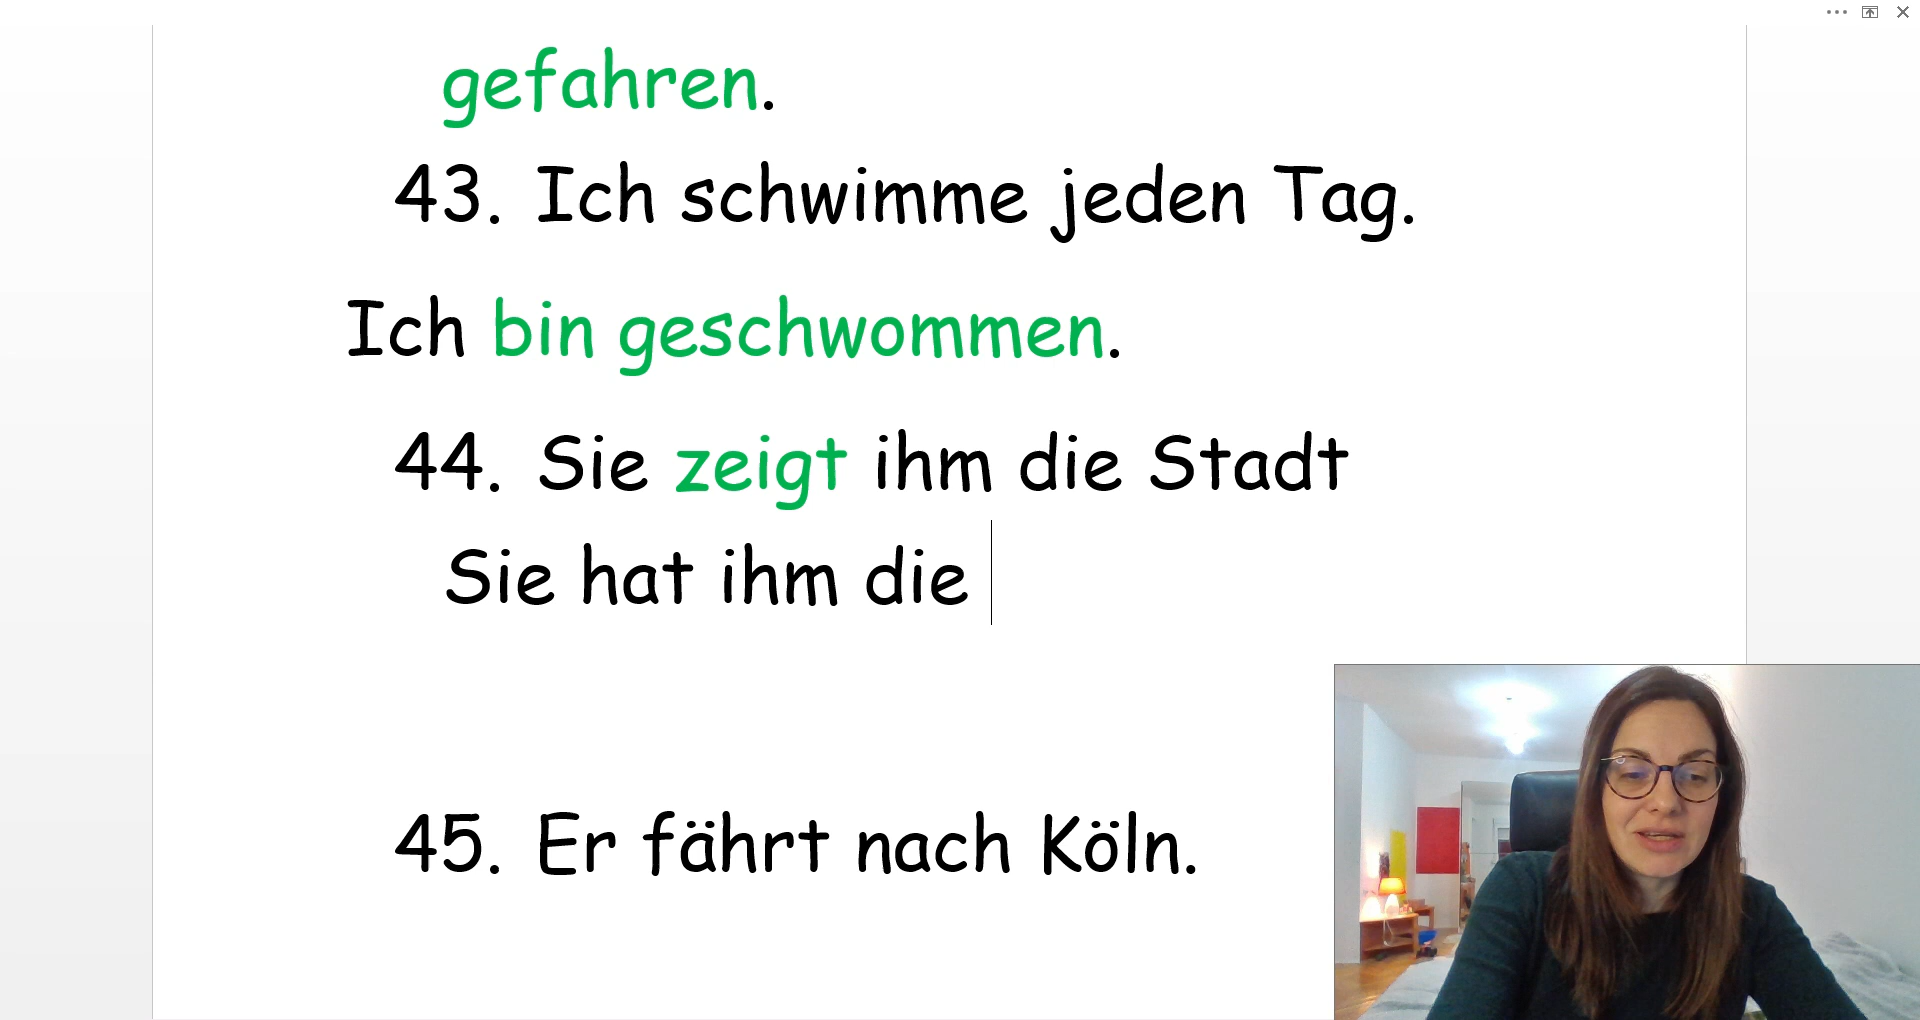 gefahren.
43. Ich schwimme jeden Tag.
Ich bin geschwommen.
44. Sie zeigt ihm die Stadt
Sie hat ihm die
45. Er fährt nach Köln.